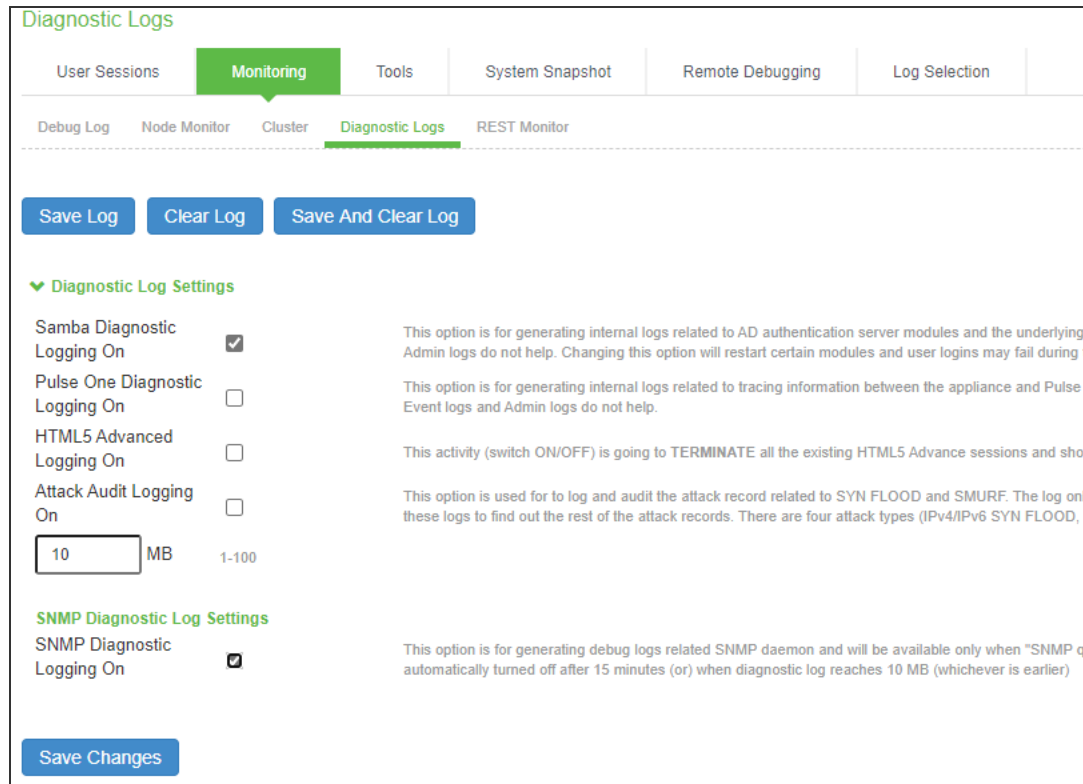 Diagnostic Logs
User Sessions Monitoring Tools System Snapshot Remote Debugging Log Selection
Debug Log Node Monitor Cluster Diagnostic Logs REST Monitor
Save Log Clear Log Save And Clear Log
Diagnostic Log Settings
Samba Diagnostic
Logging On
This option is for generating internal logs related to AD authentication server modules and the underlying
Admin logs do not help. Changing this option will restart certain modules and user logins may fail during
Pulse One Diagnostic
Logging On
This option is for generating internal logs related to tracing information between the appliance and Pulse
Event logs and Admin logs do not help.
HTML5 Advanced
Logging On
This activity (switch ON/OFF) is going to TERMINATE all the existing HTML5 Advance sessions and sho
Attack Audit Logging
On
This option is used for to log and audit the attack record related to SYN FLOOD and SMURF. The log onl
these logs to find out the rest of the attack records. There are four attack types (IPv4/IPv6 SYN FLOOD,
10 MB 1-100
SNMP Diagnostic Log Settings
SNMP Diagnostic
Logging On
This option is for generating debug logs related SNMP daemon and will be available only when "SNMP q
automatically turned off after 15 minutes (or) when diagnostic log reaches 10 MB (whichever is earlier)
Save Changes